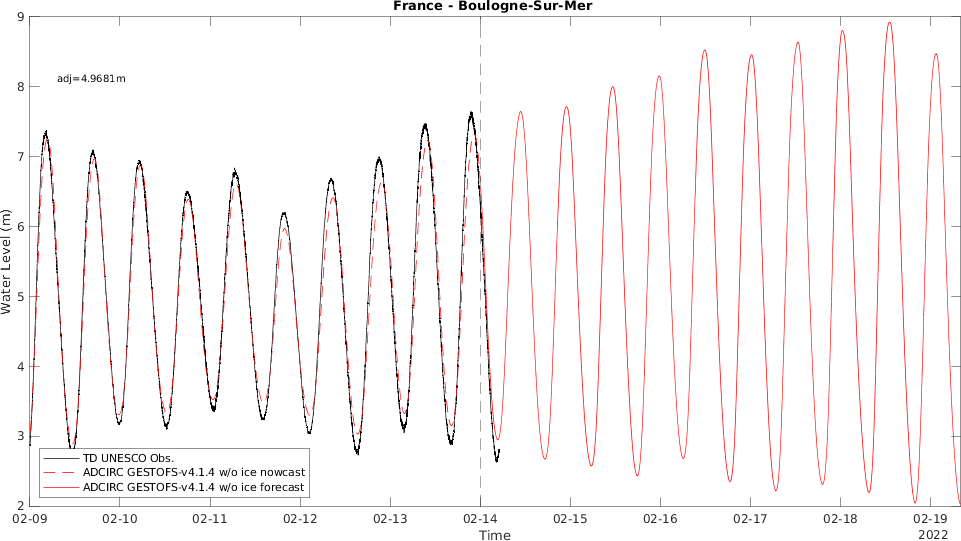 France - Boulogne-Sur-Mer
adj=4.9681m
Water Level (m)
9
8
7
6
5
4
3
2
TD UNESCO Obs.
ADCIRC GESTOFS-v4.1.4 w/o ice nowcast
ADCIRC GESTOFS-v4.1.4 w/o ice forecast
02-09 02-10 02-11 02-12 02-13 02-14 02-15 02-16 02-17 02-18 02-19
2022
Time